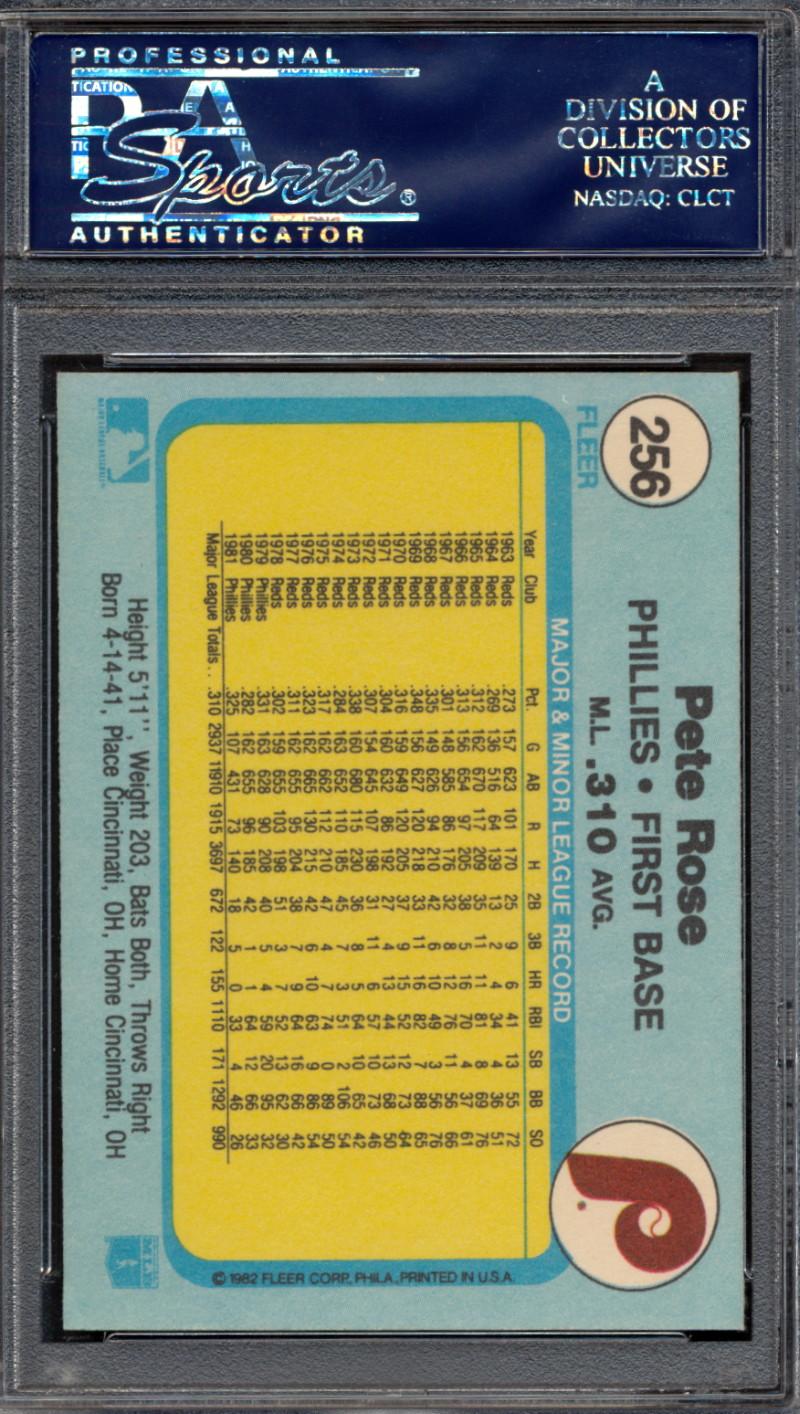 PROFESSIONAL
PSA
Sports®
AUTHENTICATOR
A
DIVISION OF
COLLECTORS
UNIVERSE
NASDAQ: CLCT
256
FLEER
Pete Rose
PHILLIES • FIRST BASE
M.L. .310 AVG.
P
MAJOR & MINOR LEAGUE RECORD
Year Club Pct. G AB R H 2B 3B HR RBI SB BB SO
1963 Reds .273 157 623 101 170 25 9 6 41 13 55 72
1964 Reds .269 136 516 64 139 13 2 4 34 4 36 51
1965 Reds .312 162 670 117 209 35 11 11 81 8 69 76
1966 Reds .313 156 654 97 205 38 5 16 70 4 37 61
1967 Reds .301 148 585 86 176 32 8 12 76 11 56 66
1968 Reds .335 149 626 94 210 42 6 10 49 3 56 76
1969 Reds .348 156 627 120 218 33 11 16 82 7 88 65
1970 Reds .316 159 649 120 205 37 9 15 52 12 73 64
1971 Reds .304 160 632 86 192 27 4 13 44 13 68 50
1972 Reds .307 154 645 107 198 31 11 6 57 10 73 46
1973 Reds .338 160 680 115 230 36 8 5 64 10 65 42
1974 Reds .284 163 652 110 185 45 7 3 51 2 106 54
1975 Reds .317 162 662 112 210 47 4 7 74 0 89 50
1976 Reds .323 162 665 130 215 42 6 10 63 9 86 54
1977 Reds .311 162 655 95 204 38 7 9 64 16 66 42
1978 Reds .302 159 655 103 198 51 3 7 52 13 62 30
1979 Phillies .331 163 628 90 208 40 5 4 59 20 95 32
1980 Phillies .282 162 655 96 185 42 1 1 64 12 66 33
1981 Phillies .325 107 431 73 140 18 5 0 33 4 46 26
Major League Totals . . .310 2937 11910 1915 3697 672 122 155 1110 171 1292 990
© 1982 FLEER CORP., PHILA., PRINTED IN U.S.A.
Height 5'11'', Weight 203, Bats Both, Throws Right
Born 4-14-41, Place Cincinnati, OH, Home Cincinnati, OH